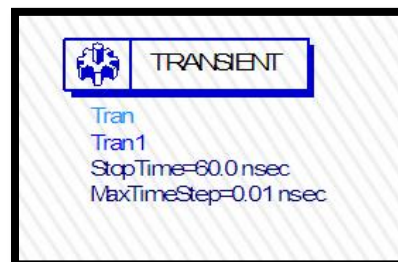 TRANSIENT
Tran
Tran1
StopTime=60.0 nsec
MaxTimeStep=0.01 nsec